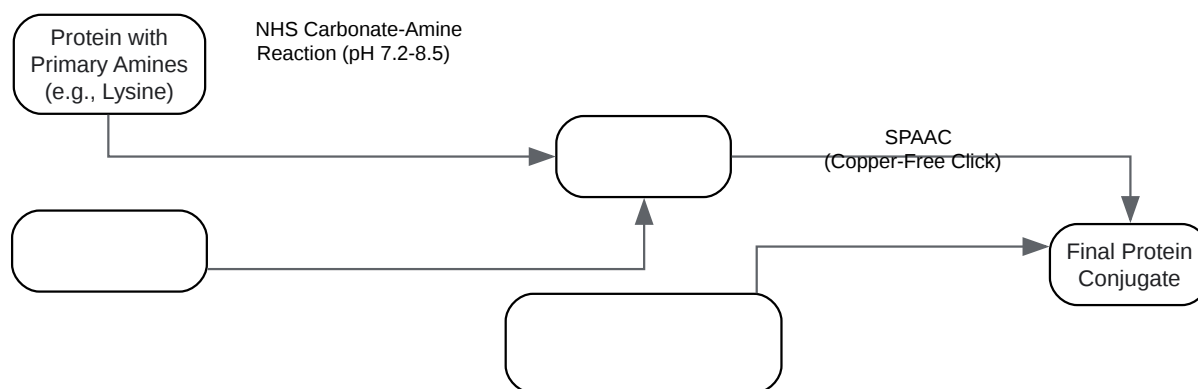 Protein with
Primary Amines
(e.g., Lysine)
NHS Carbonate-Amine
Reaction (pH 7.2-8.5)
SPAAC
(Copper-Free Click)
Final Protein
Conjugate